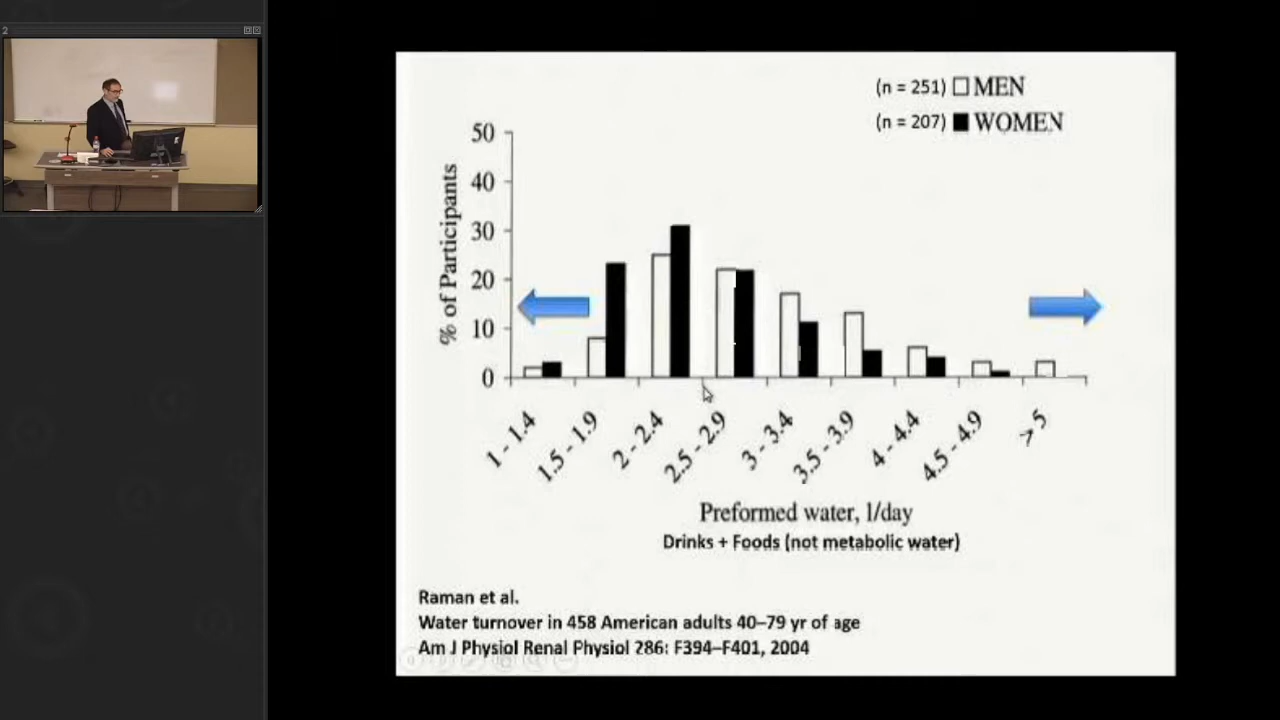 2
(n = 251) MEN
(n = 207) WOMEN
50
40
30
20
10
0
% of Participants
1 - 1.4
1.5 - 1.9
2 - 2.4
2.5 - 2.9
3 - 3.4
3.5 - 3.9
4 - 4.4
4.5 - 4.9
> 5
Preformed water, l/day
Drinks + Foods (not metabolic water)
Raman et al.
Water turnover in 458 American adults 40–79 yr of age
Am J Physiol Renal Physiol 286: F394–F401, 2004